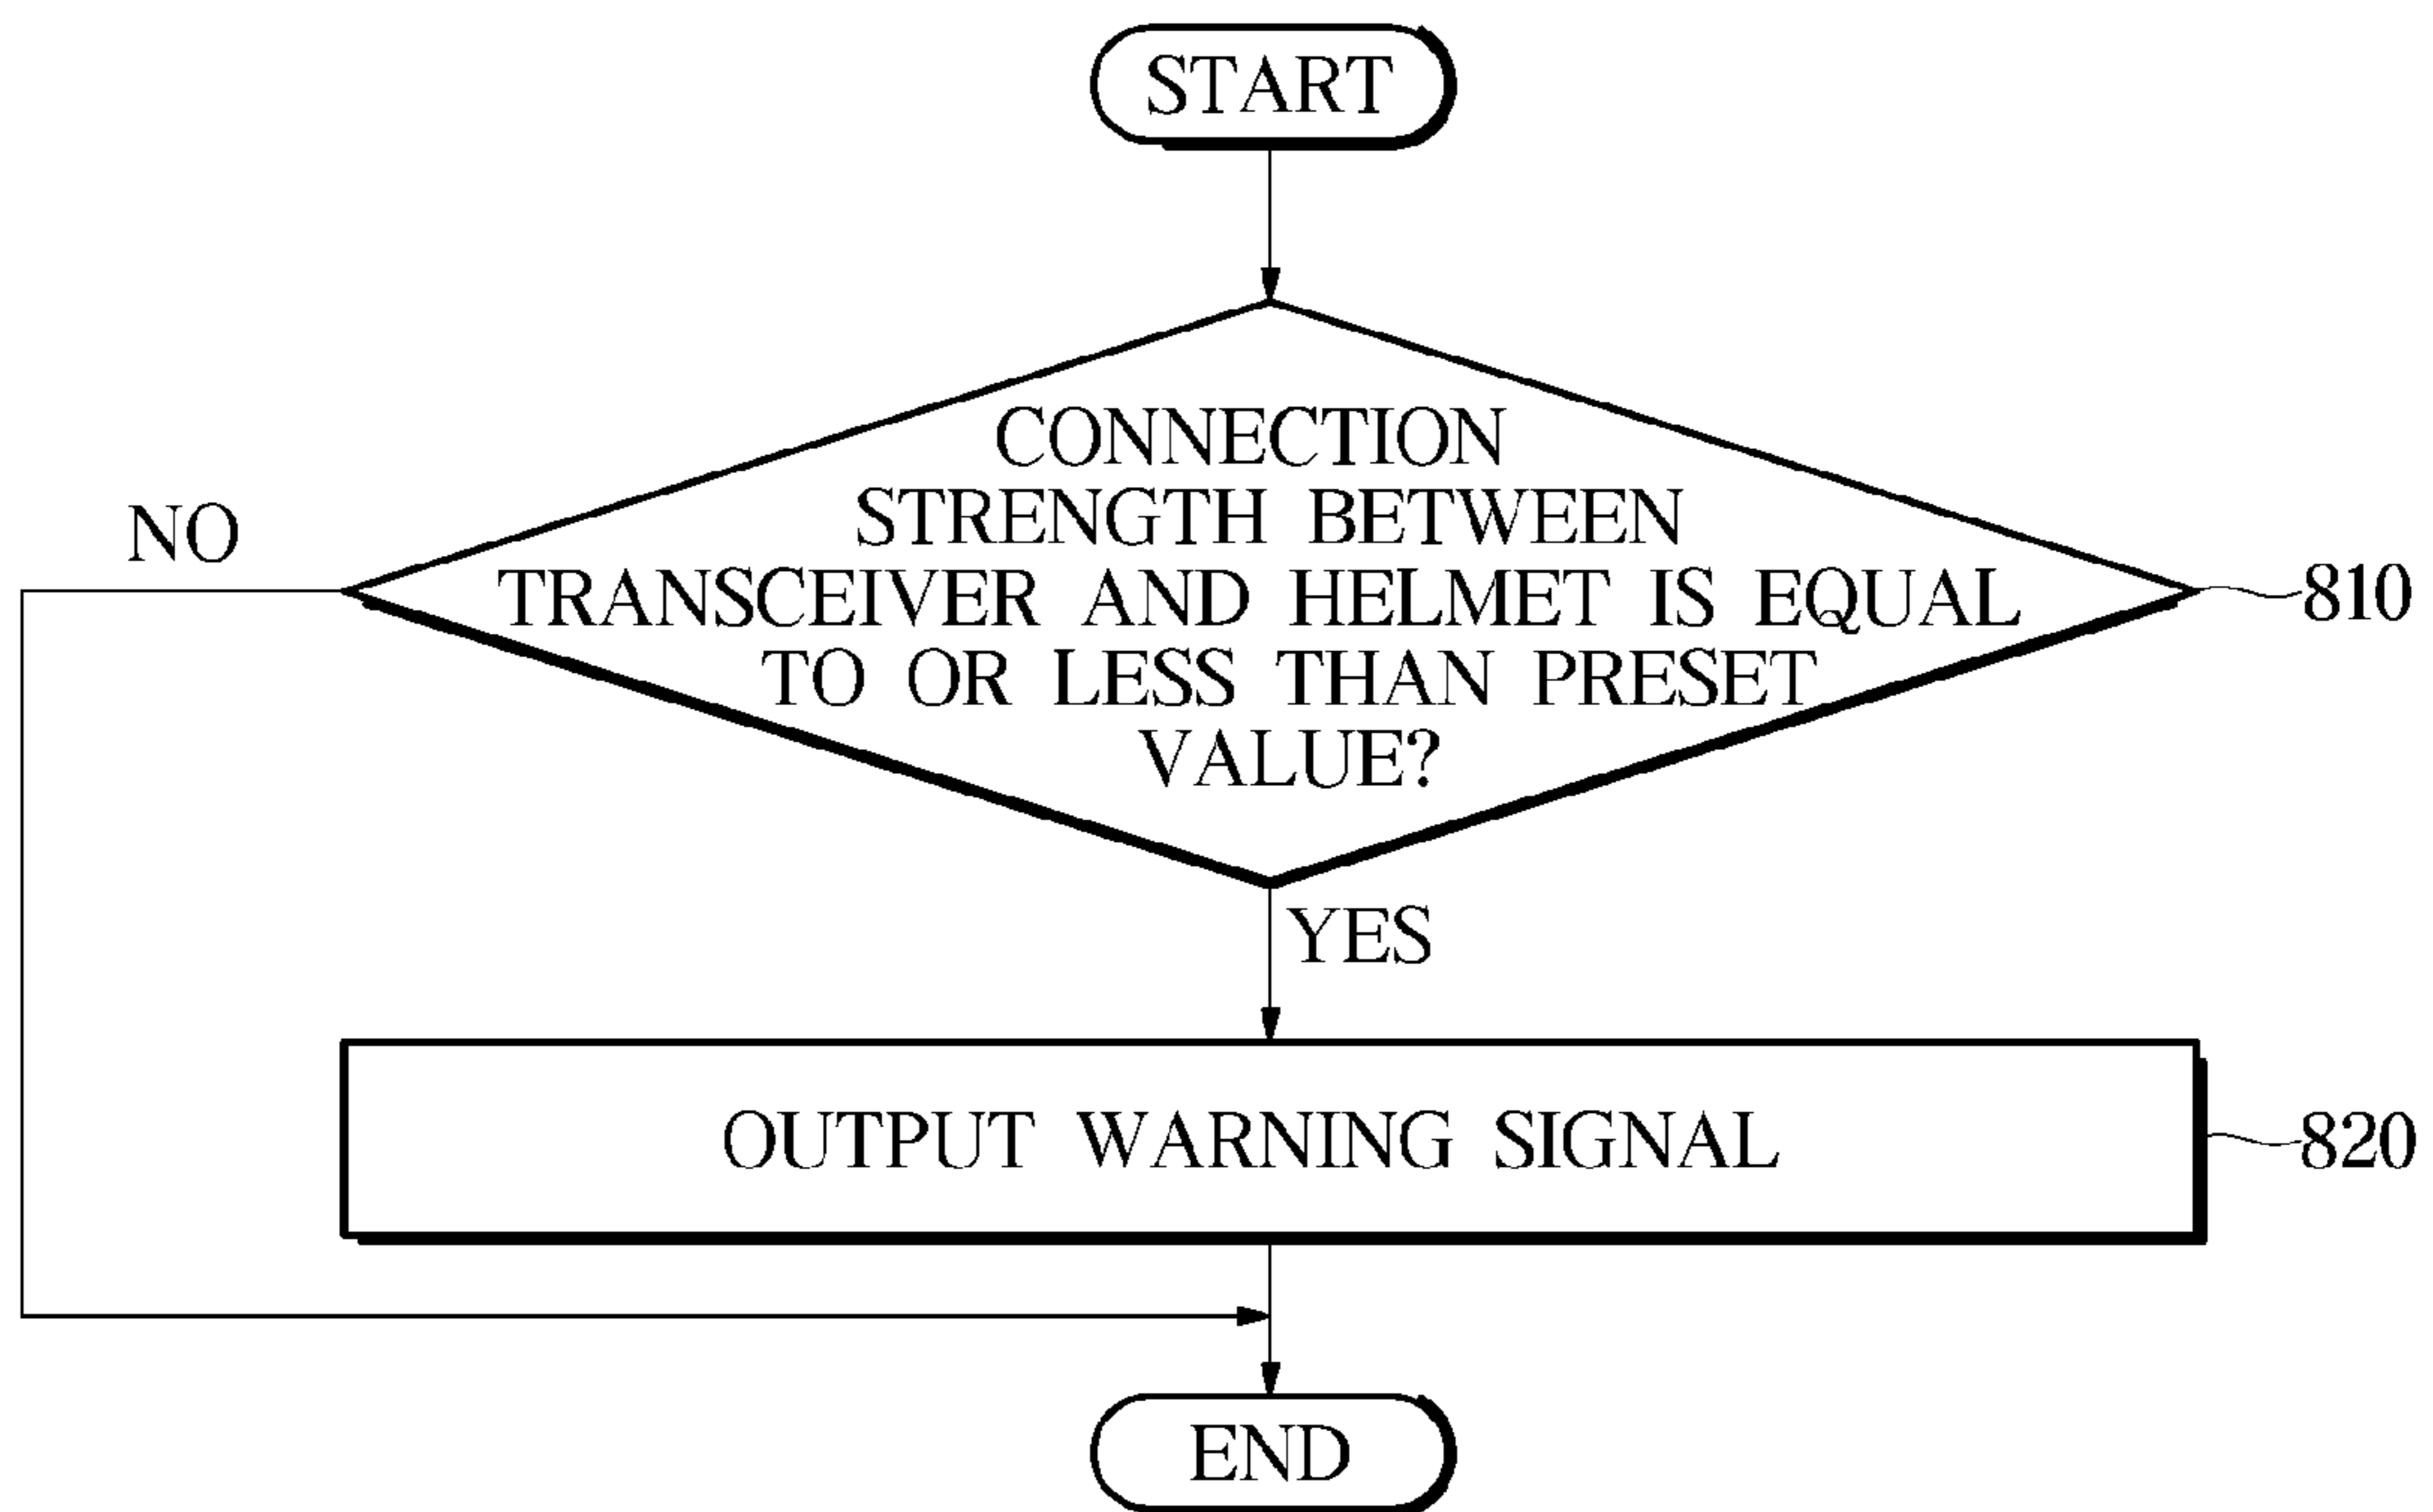 START
CONNECTION
STRENGTH BETWEEN
TRANSCEIVER AND HELMET IS EQUAL
TO OR LESS THAN PRESET
VALUE?
NO
810
YES
OUTPUT WARNING SIGNAL
820
END